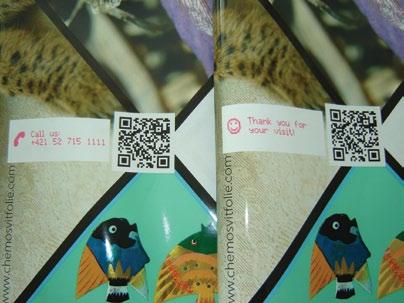 Call us:
+421 52 715 1111
www.chemosvitfolie.com
Thank you for
your visit!
www.chemosvitfolie.com